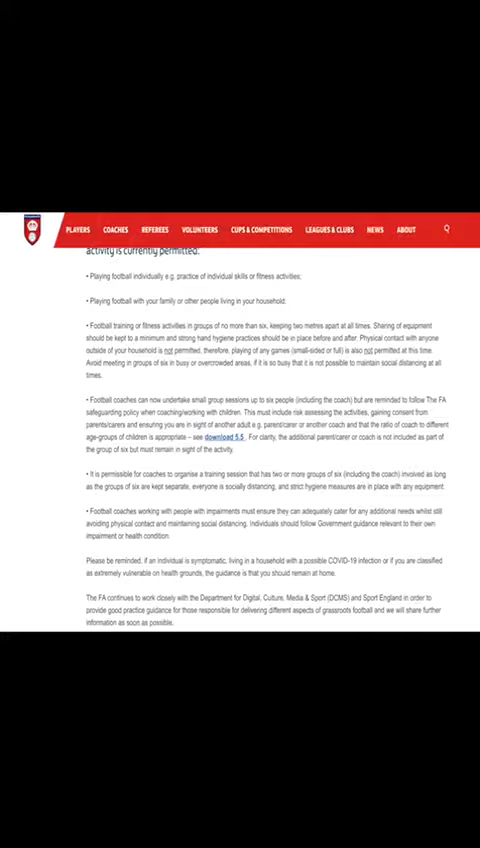 PLAYERS COACHES REFEREES VOLUNTEERS CUPS & COMPETITIONS LEAGUES & CLUBS NEWS ABOUT
activity is currently permitted:
• Playing football individually e.g. practice of individual skills or fitness activities;
• Playing football with your family or other people living in your household.
• Football training or fitness activities in groups of no more than six, keeping two metres apart at all times. Sharing of equipment
should be kept to a minimum and strong hand hygiene practices should be in place before and after. Physical contact with anyone
outside of your household is not permitted, therefore, playing of any games (small-sided or full) is also not permitted at this time.
Avoid meeting in groups of six in busy or overcrowded areas, if it is so busy that it is not possible to maintain social distancing at all
times.
• Football coaches can now undertake small group sessions up to six people (including the coach) but are reminded to follow The FA
safeguarding policy when coaching/working with children. This must include risk assessing the activities, gaining consent from
parents/carers and ensuring you are in sight of another adult e.g. parent/carer or another coach and that the ratio of coach to different
age-groups of children is appropriate – see download 5.5 . For clarity, the additional parent/carer or coach is not included as part of
the group of six but must remain in sight of the activity.
• It is permissible for coaches to organise a training session that has two or more groups of six (including the coach) involved as long
as the groups of six are kept separate, everyone is socially distancing, and strict hygiene measures are in place with any equipment.
• Football coaches working with people with impairments must ensure they can adequately cater for any additional needs whilst still
avoiding physical contact and maintaining social distancing. Individuals should follow Government guidance relevant to their own
impairment or health condition.
Please be reminded, if an individual is symptomatic, living in a household with a possible COVID-19 infection or if you are classified
as extremely vulnerable on health grounds, the guidance is that you should remain at home.
The FA continues to work closely with the Department for Digital, Culture, Media & Sport (DCMS) and Sport England in order to
provide good practice guidance for those responsible for delivering different aspects of grassroots football and we will share further
information as soon as possible.